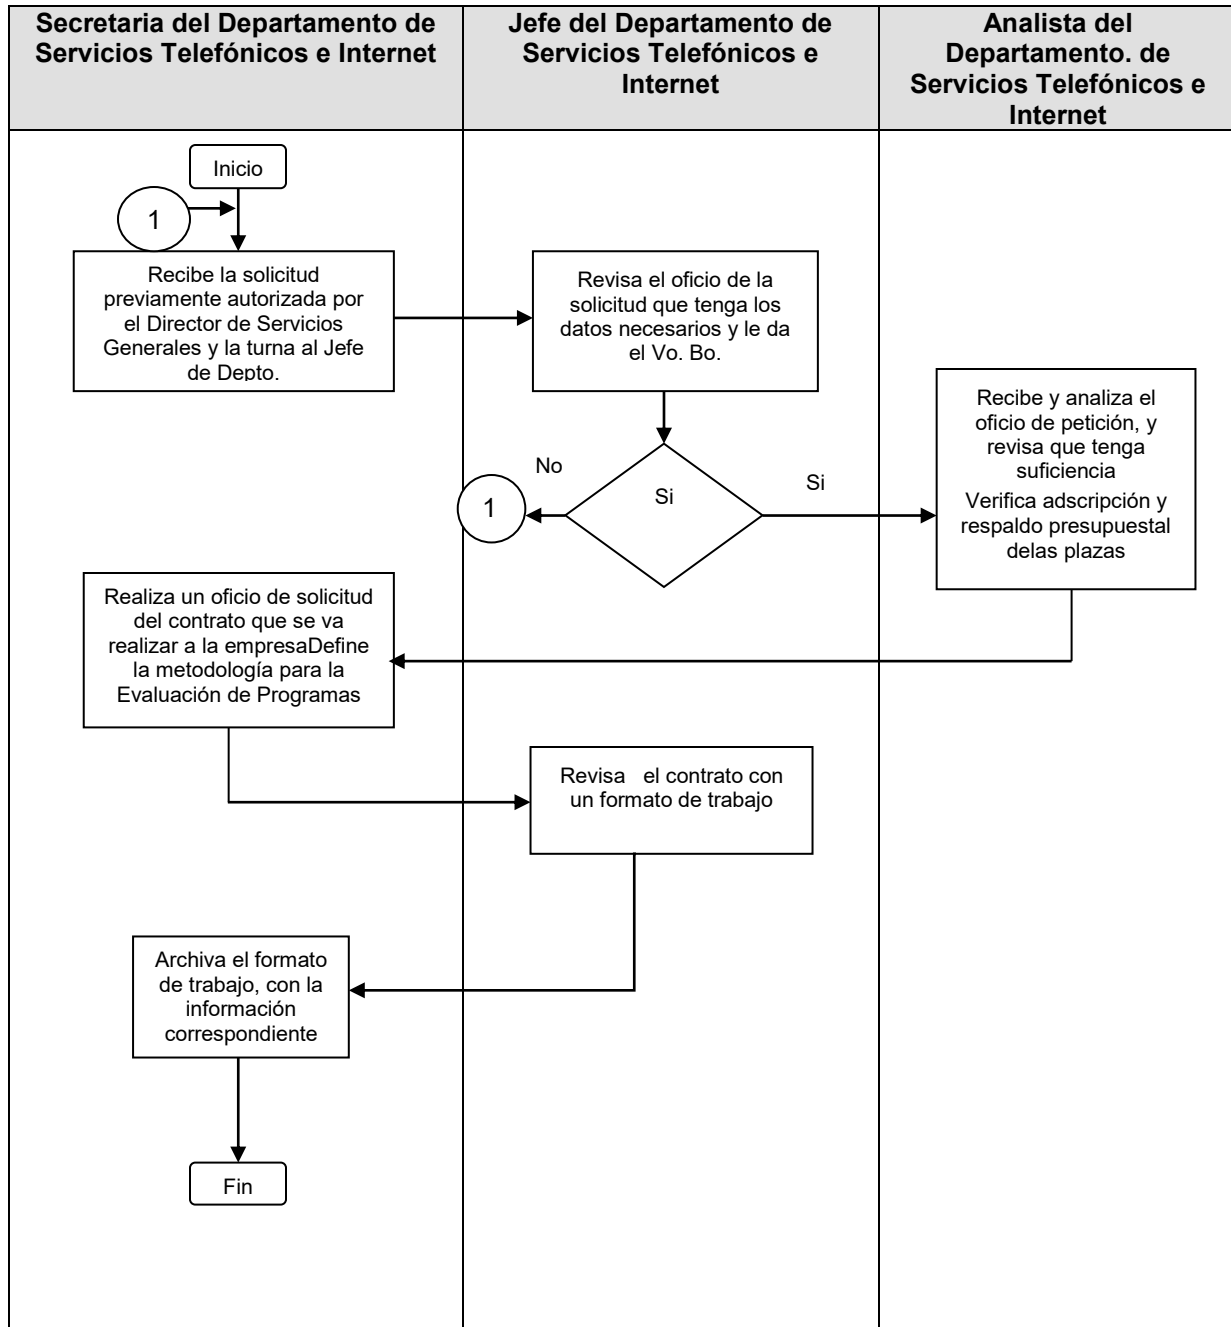 Secretaria del Departamento de
Servicios Telefónicos e Internet
Jefe del Departamento de
Servicios Telefónicos e
Internet
Analista del
Departamento. de
Servicios Telefónicos e
Internet
Inicio
1
Recibe la solicitud
previamente autorizada por
el Director de Servicios
Generales y la turna al Jefe
de Depto.
Revisa el oficio de la
solicitud que tenga los
datos necesarios y le da
el Vo. Bo.
Recibe y analiza el
oficio de petición, y
revisa que tenga
suficiencia
Verifica adscripción y
respaldo presupuestal
delas plazas
No
Si
Si
1
Realiza un oficio de solicitud
del contrato que se va
realizar a la empresaDefine
la metodología para la
Evaluación de Programas
Revisa el contrato con
un formato de trabajo
Archiva el formato
de trabajo, con la
información
correspondiente
Fin